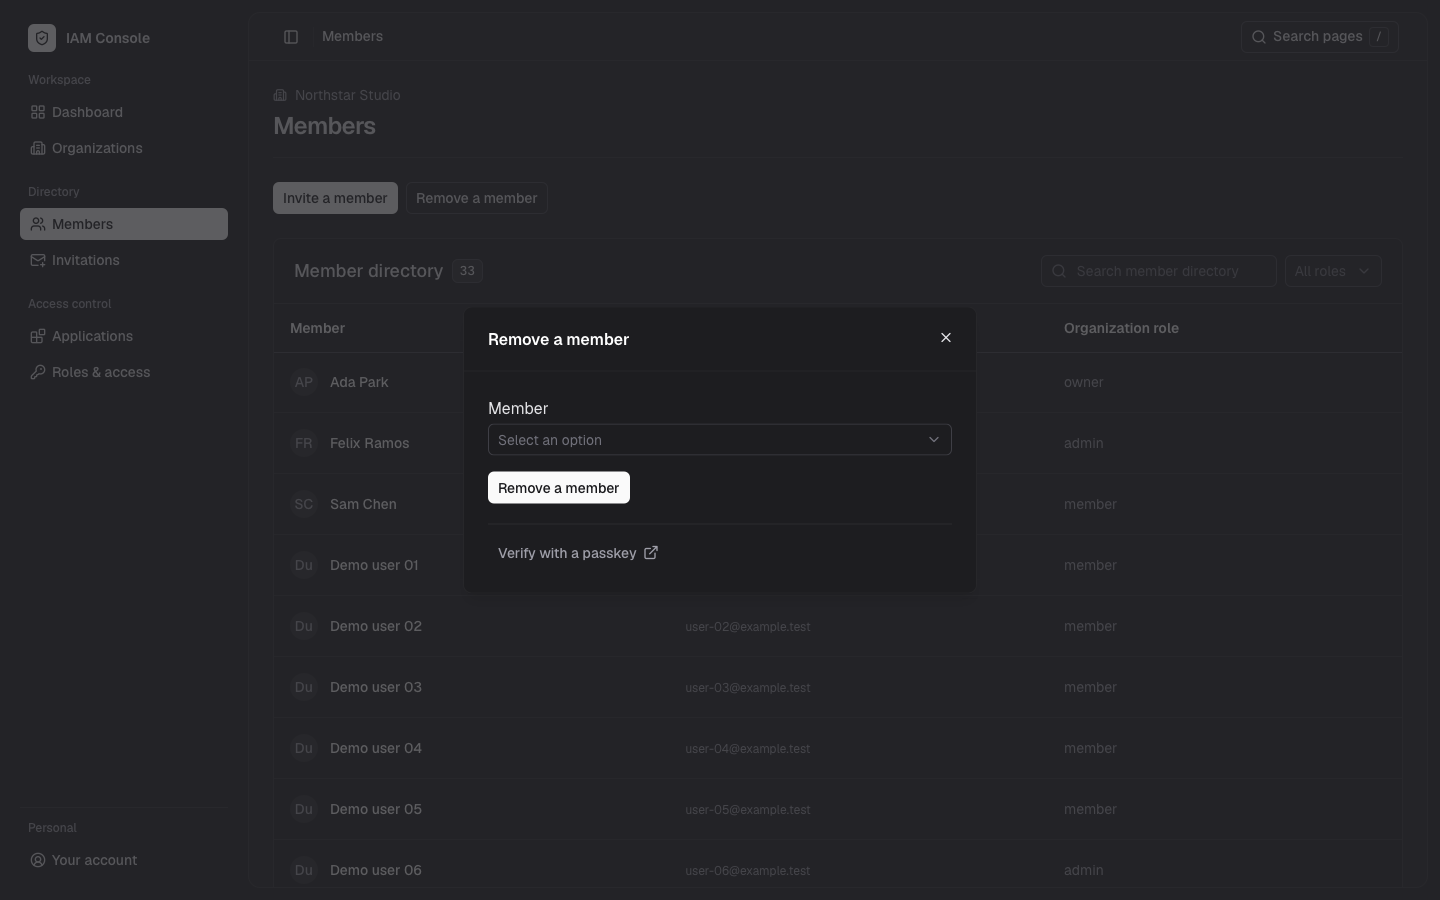 IAM Console
Members
Search pages /
Workspace
Dashboard
Organizations
Directory
Members
Invitations
Access control
Applications
Roles & access
Personal
Your account
Northstar Studio
Members
Invite a member
Remove a member
Member directory 33
Search member directory
All roles
Member
Organization role
AP Ada Park owner
FR Felix Ramos admin
SC Sam Chen member
Du Demo user 01 member
Du Demo user 02 user-02@example.test member
Du Demo user 03 user-03@example.test member
Du Demo user 04 user-04@example.test member
Du Demo user 05 user-05@example.test member
Du Demo user 06 user-06@example.test admin
Remove a member
Member
Select an option
Remove a member
Verify with a passkey